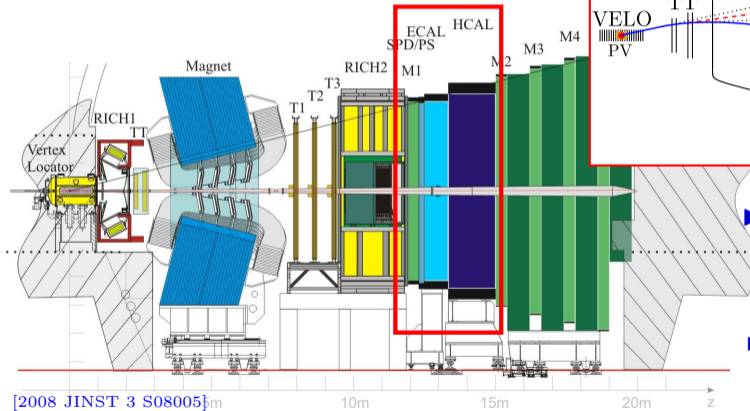 VELO
TT
PV
HCAL
ECAL
SPD/PS
M4
M3
M2
M1
RICH2
Magnet
T3
T2
T1
RICH1
TT
Vertex
Locator
[2008 JINST 3 S08005]
5m
10m
15m
20m
z